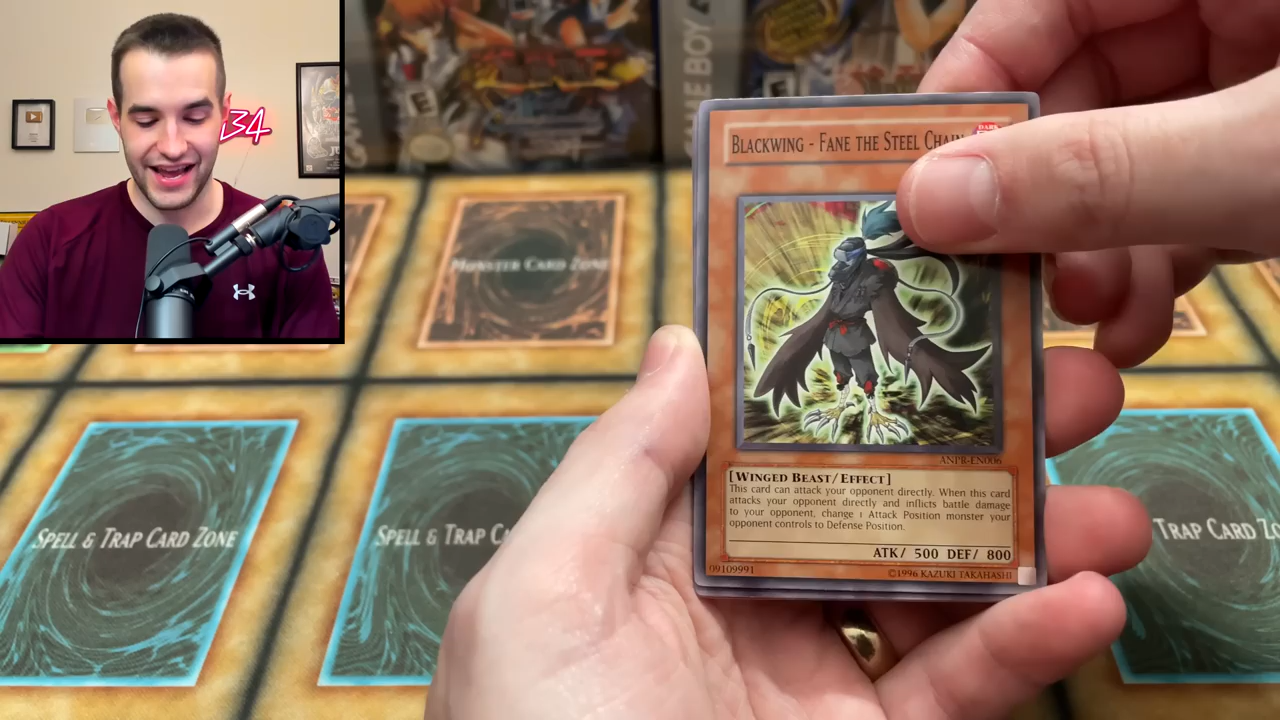 334
GAME BOY
E
MONSTER CARD ZONE
BLACKWING - FANE THE STEEL CHAIN
DARK
ANPR-EN006
[WINGED BEAST/EFFECT]
This card can attack your opponent directly. When this card
attacks your opponent directly and inflicts battle damage
to your opponent, change 1 Attack Position monster your
opponent controls to Defense Position.
ATK/ 500 DEF/ 800
09109991
©1996 KAZUKI TAKAHASHI
SPELL & TRAP CARD ZONE
SPELL & TRAP
TRAP CARD